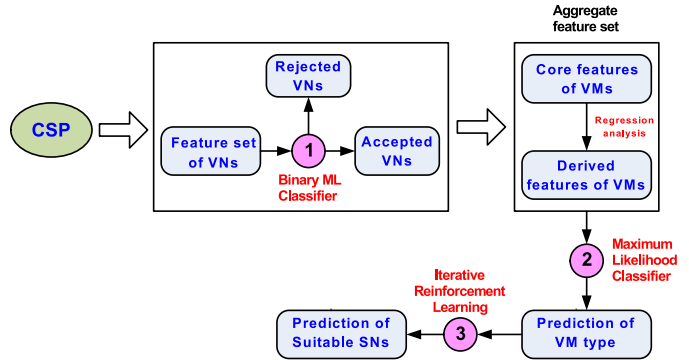 Aggregate
feature set
CSP
Rejected
VNs
Feature set
of VNs
1
Accepted
VNs
Binary ML
Classifier
Core features
of VMs
Regression
analysis
Derived
features of VMs
2
Maximum
Likelihood
Classifier
Iterative
Reinforcement
Learning
Prediction of
Suitable SNs
3
Prediction of
VM type